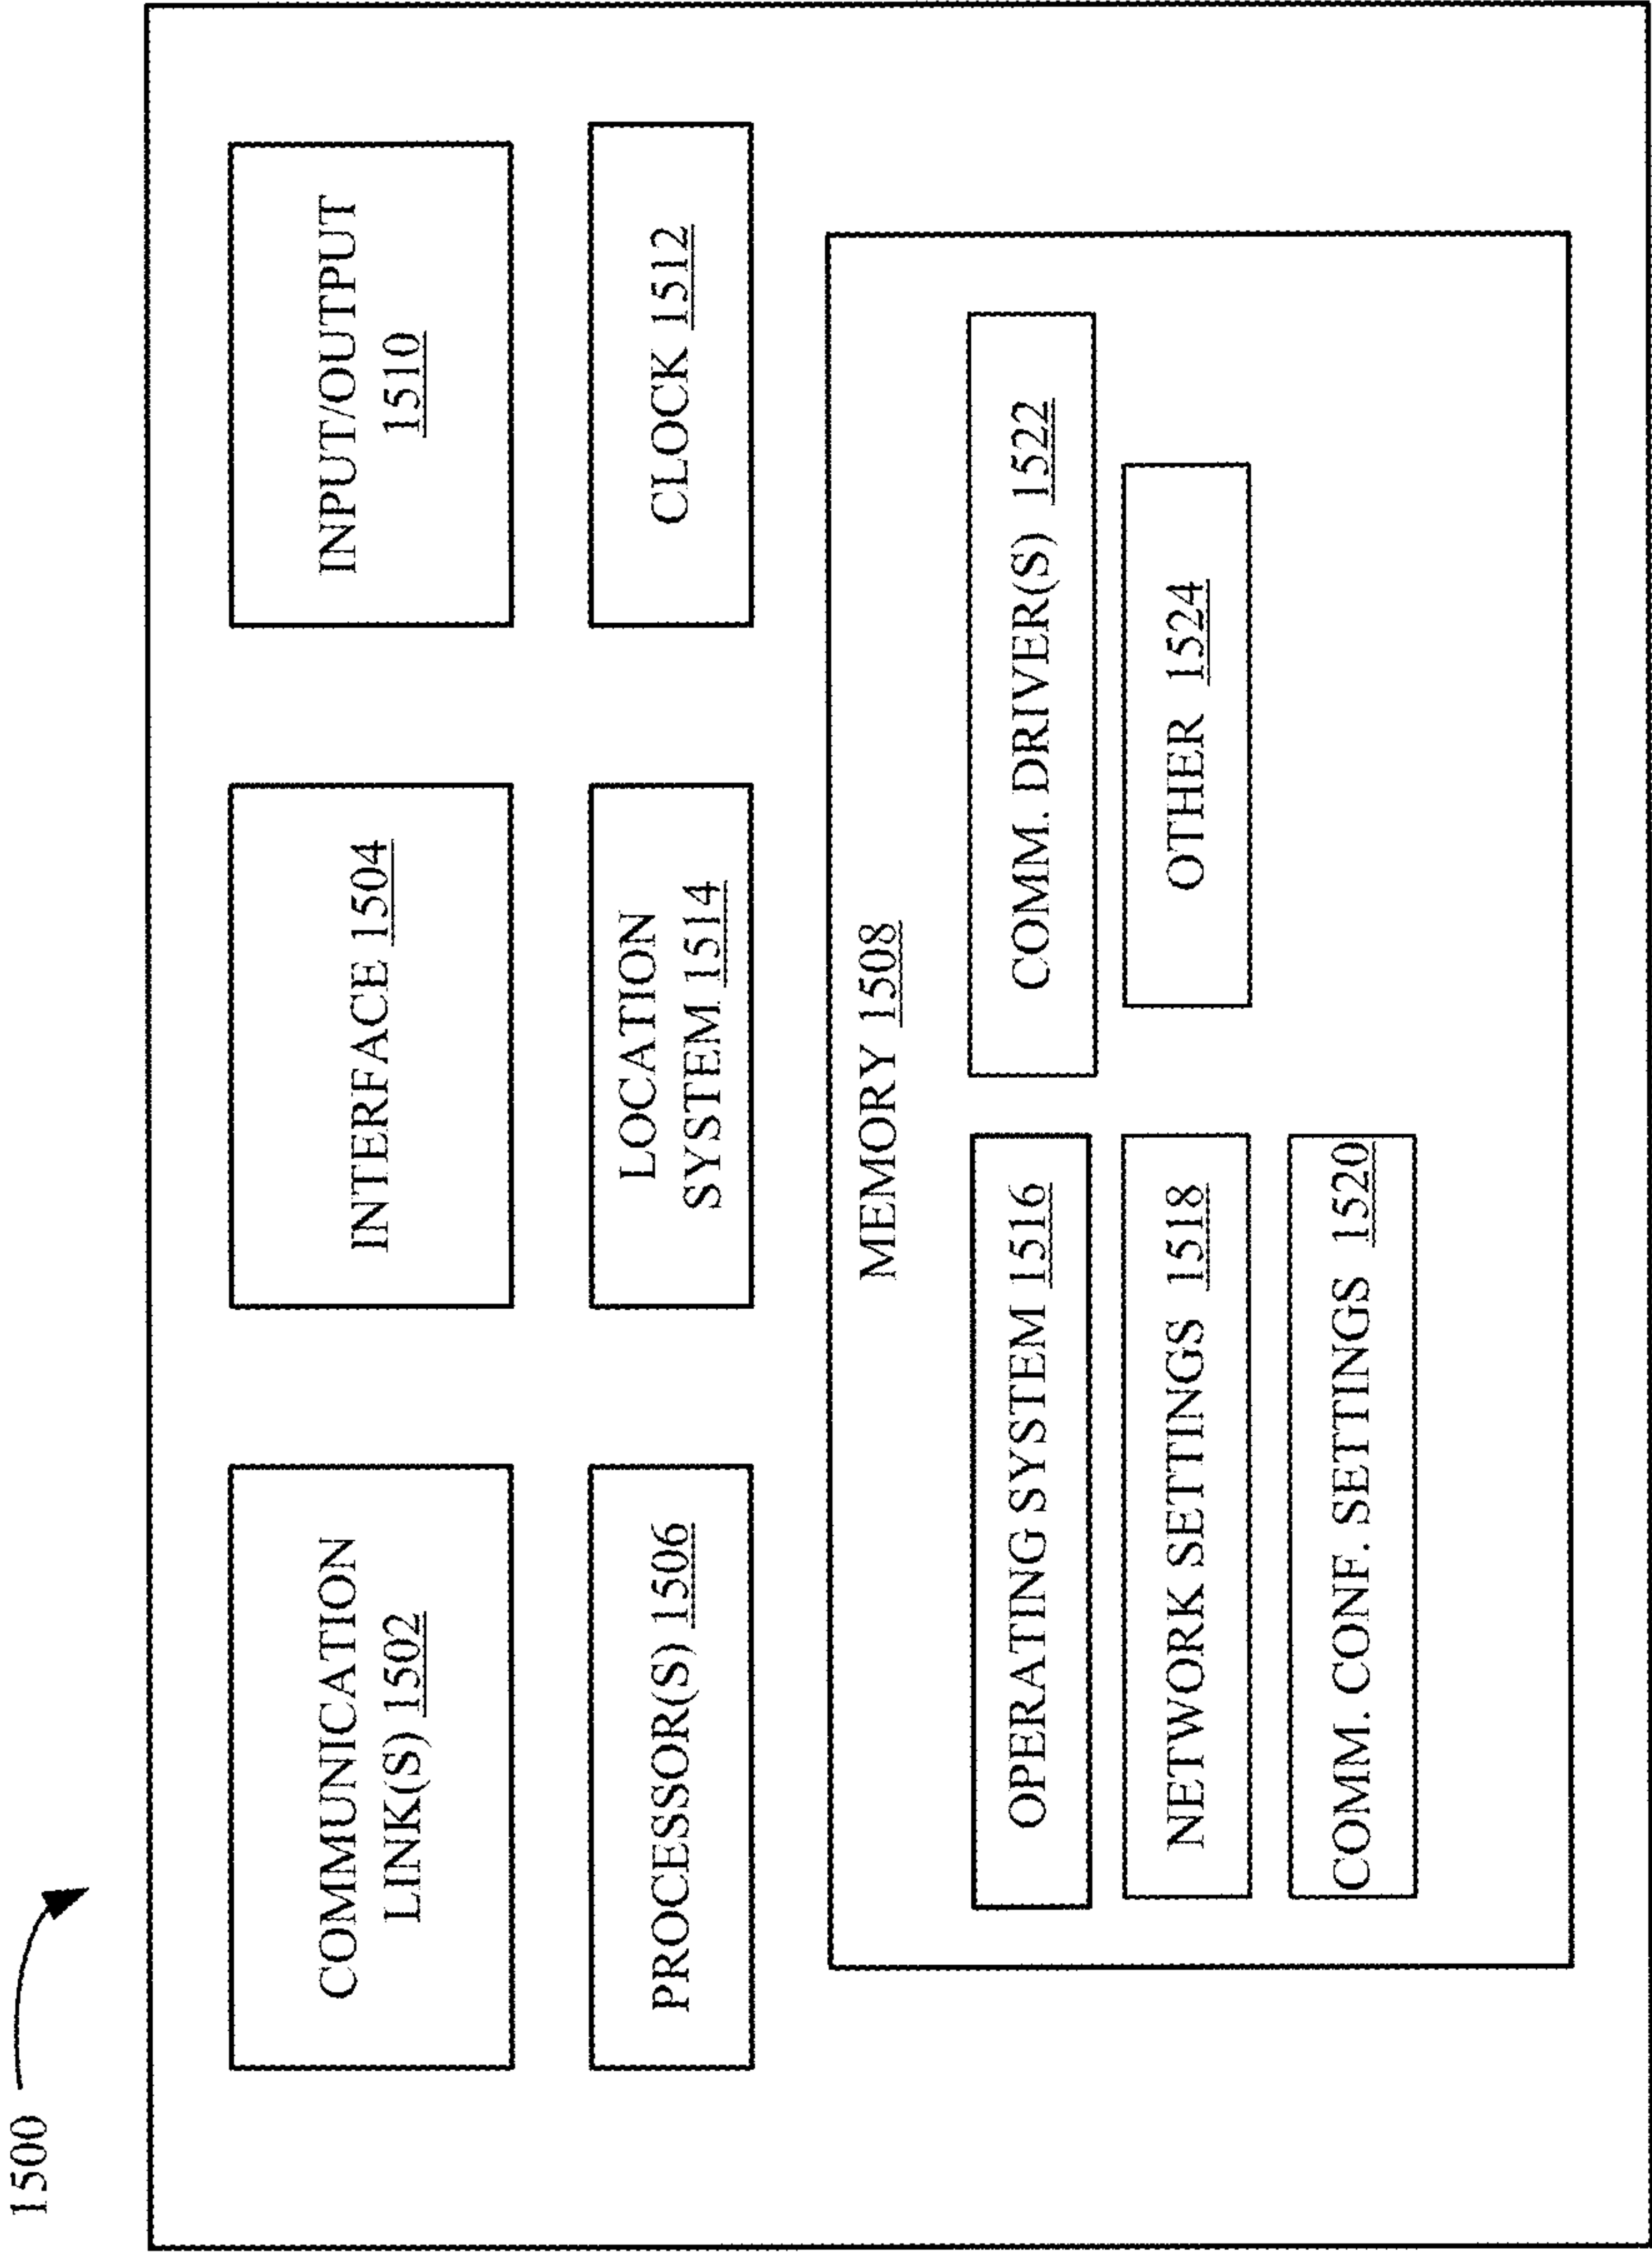 1500
COMMUNICATION
LINK(S) 1502
INTERFACE 1504
INPUT/OUTPUT
1510
PROCESSOR(S) 1506
LOCATION
SYSTEM 1514
CLOCK 1512
MEMORY 1508
OPERATING SYSTEM 1516
NETWORK SETTINGS 1518
COMM. CONF. SETTINGS 1520
COMM. DRIVER(S) 1522
OTHER 1524